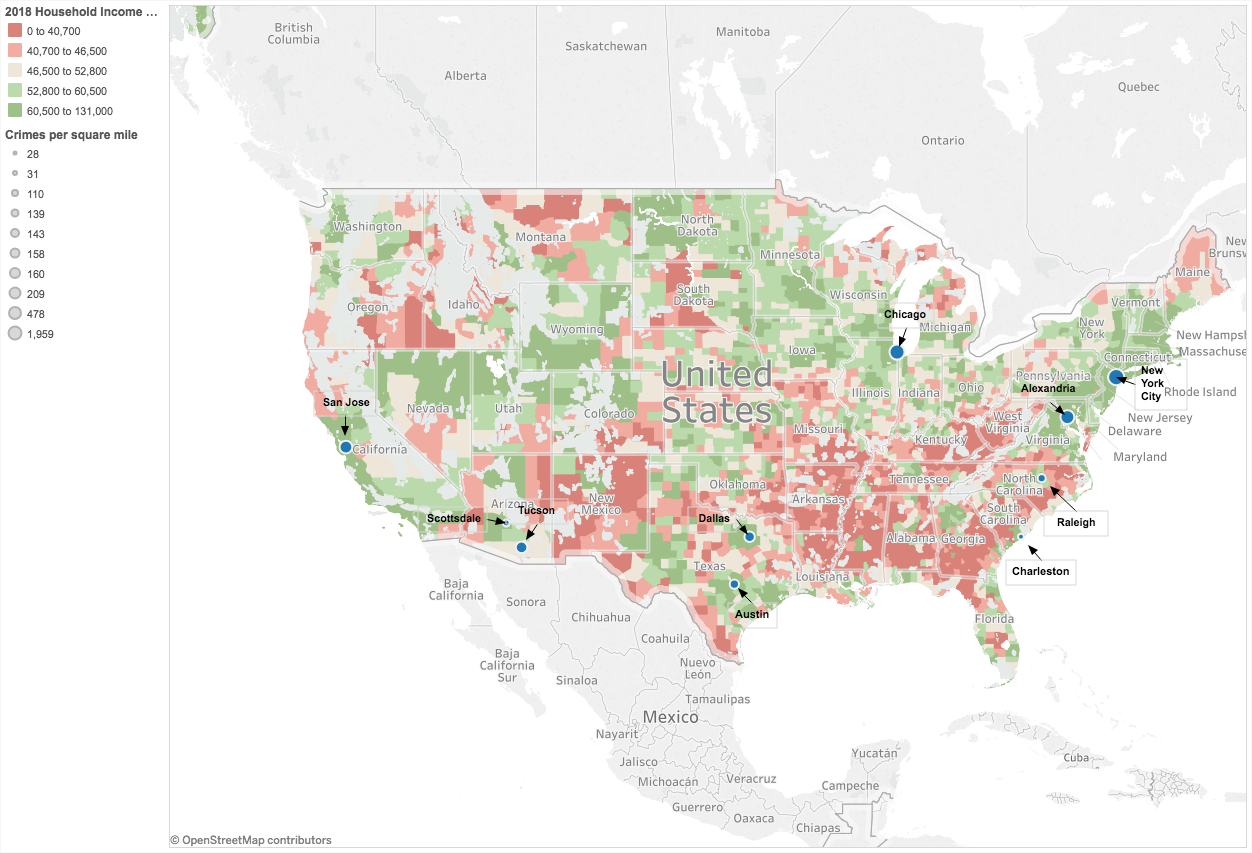 2018 Household Income ...
0 to 40,700
40,700 to 46,500
46,500 to 52,800
52,800 to 60,500
60,500 to 131,000
Crimes per square mile
28
31
110
139
143
158
160
209
478
1,959
British
Columbia
Alberta
Saskatchewan
Manitoba
Ontario
Quebec
New
Brunsw
Washington
Montana
North
Dakota
Minnesota
Maine
Oregon
Idaho
South
Dakota
Wisconsin
Vermont
Wyoming
Chicago
Michigan
New
York
New Hampsh
Massachuse
Iowa
Connecticut
United
States
Illinois
Indiana
Ohio
Pennsylvania
New
York
City
Rhode Island
Alexandria
San Jose
Nevada
Utah
Colorado
Missouri
Kentucky
West
Virginia
Virginia
New Jersey
Delaware
Maryland
California
Oklahoma
Arkansas
Tennessee
North
Carolina
Arizona
New
Mexico
South
Carolina
Scottsdale
Tucson
Dallas
Alabama
Georgia
Raleigh
Texas
Louisiana
Charleston
Austin
Florida
Baja
California
Sonora
Chihuahua
Coahuila
Baja
California
Sur
Sinaloa
Nuevo
León
Tamaulipas
Mexico
Nayarit
Jalisco
Michoacán
Veracruz
Guerrero
Oaxaca
Chiapas
Yucatán
Campeche
Cuba
© OpenStreetMap contributors